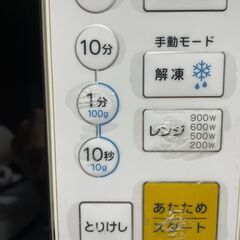 10分
手動モード
解凍
1分
100g
レンジ
900W
600W
500W
200W
10秒
10g
とりけし
あたため
スタート